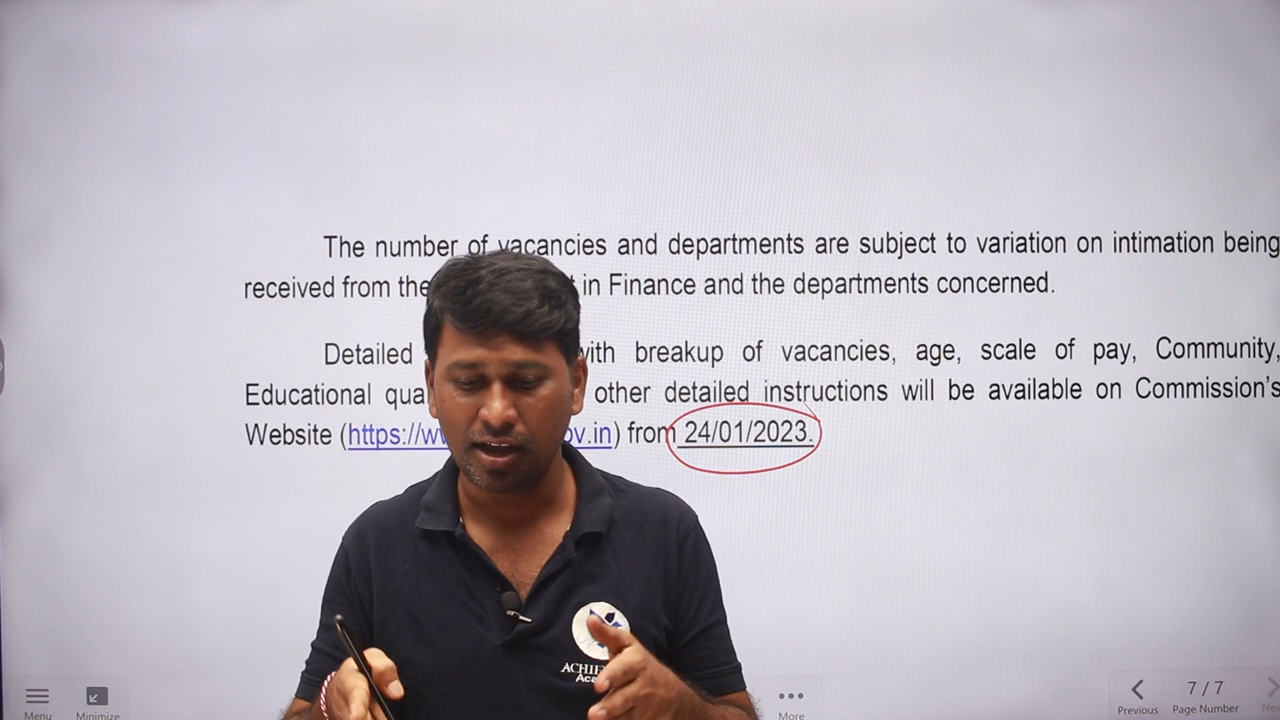 The number of vacancies and departments are subject to variation on intimation being
received from the in Finance and the departments concerned.
Detailed with breakup of vacancies, age, scale of pay, Community,
Educational other detailed instructions will be available on Commission's
Website (https:// ov.in) from 24/01/2023.
Menu
Minimize
More
Previous
7 / 7
Page Number